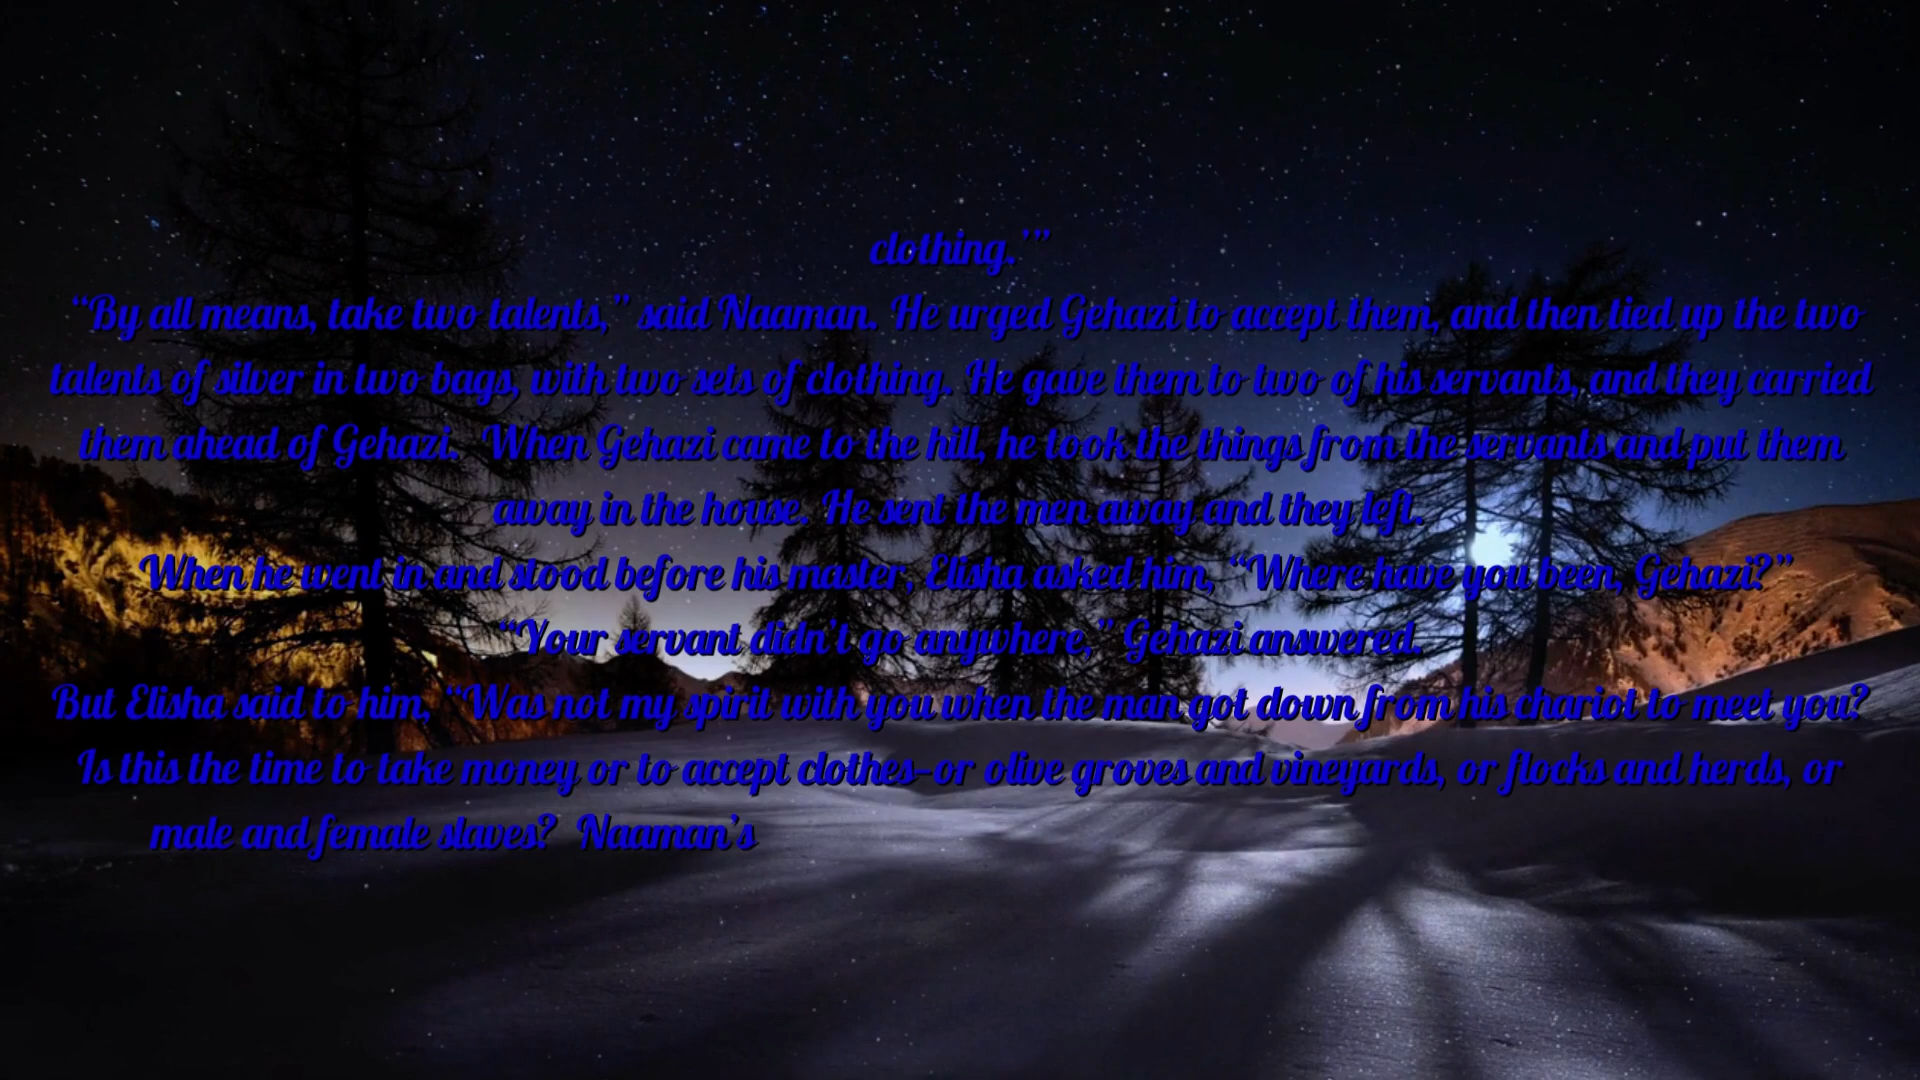 clothing.’”
“By all means, take two talents,” said Naaman. He urged Gehazi to accept them, and then tied up the two
talents of silver in two bags, with two sets of clothing. He gave them to two of his servants, and they carried
them ahead of Gehazi. When Gehazi came to the hill, he took the things from the servants and put them
away in the house. He sent the men away and they left.
When he went in and stood before his master, Elisha asked him, “Where have you been, Gehazi?”
“Your servant didn’t go anywhere,” Gehazi answered.
But Elisha said to him, “Was not my spirit with you when the man got down from his chariot to meet you?
Is this the time to take money or to accept clothes—or olive groves and vineyards, or flocks and herds, or
male and female slaves? Naaman’s